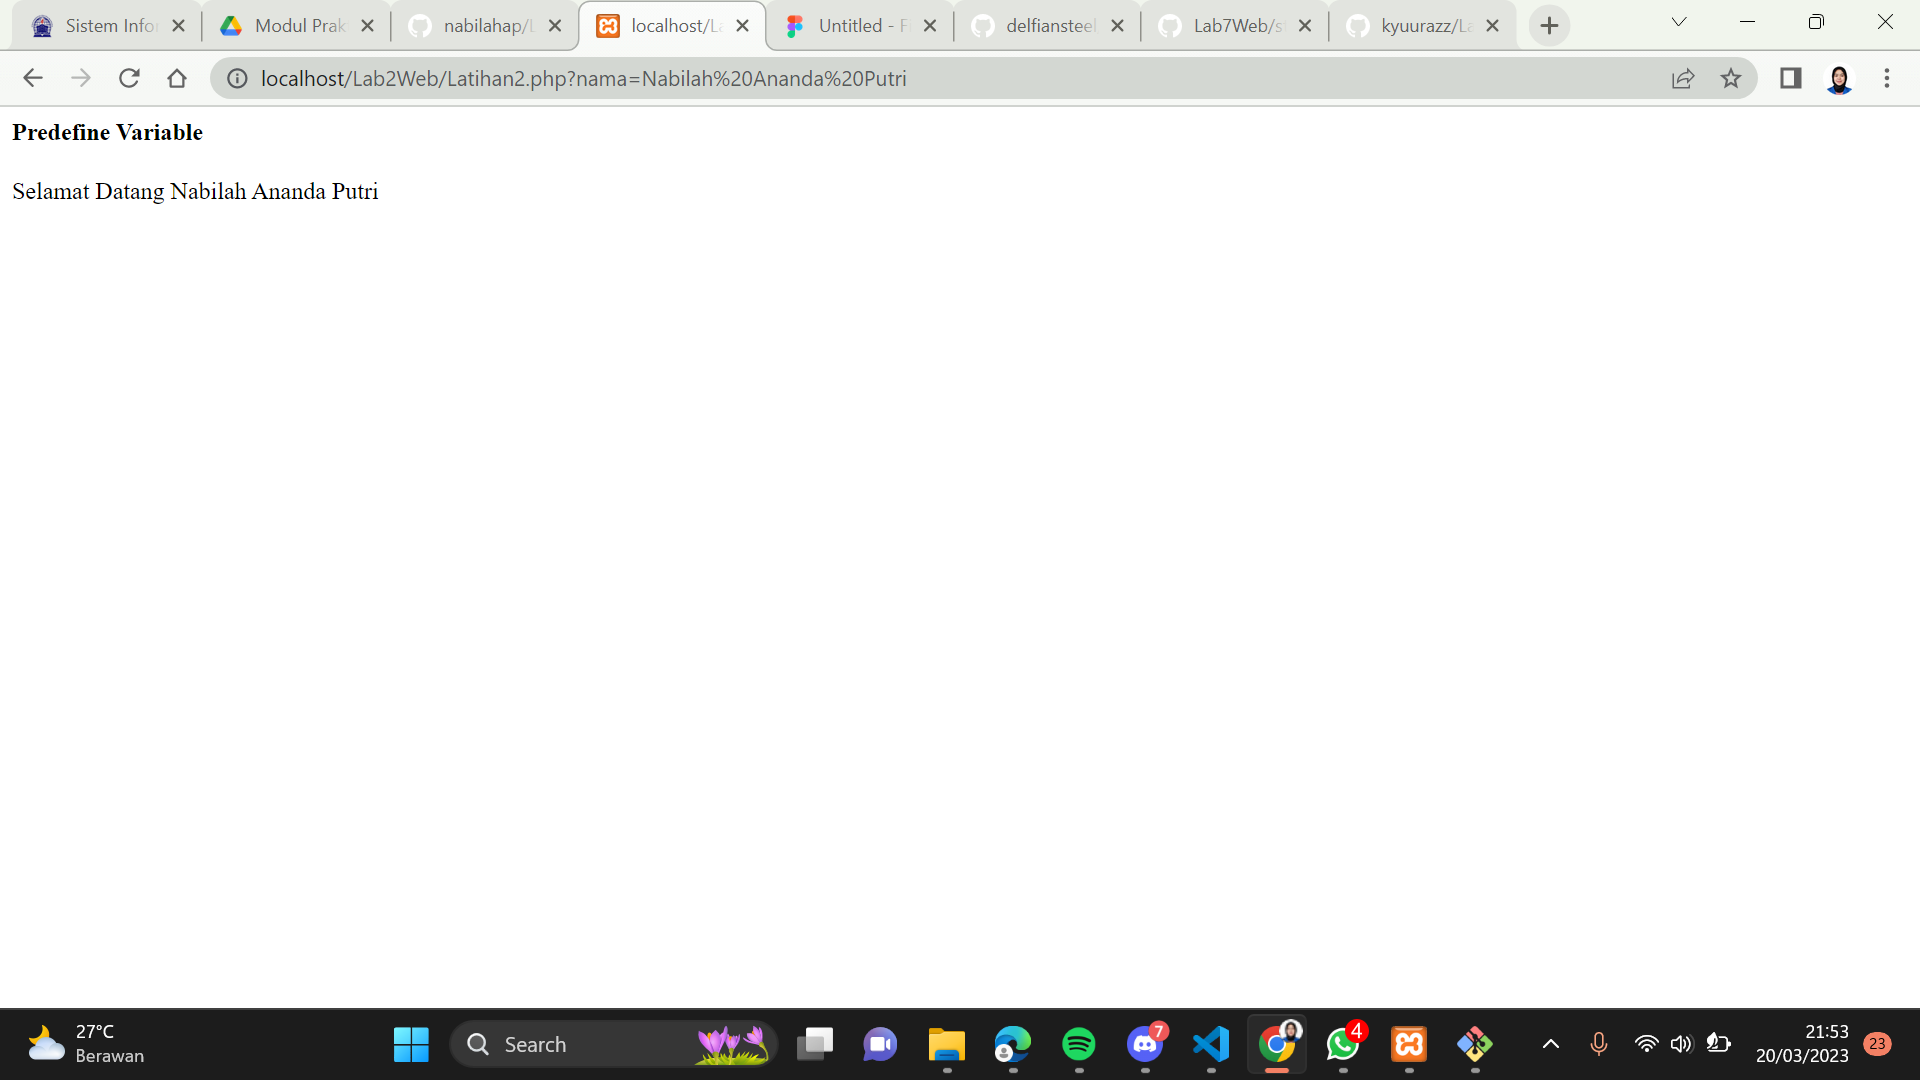 Sistem Infor
Modul Prak
nabilahap/L
localhost/La
Untitled - F
delfiansteel
Lab7Web/s
kyuurazz/La
localhost/Lab2Web/Latihan2.php?nama=Nabilah%20Ananda%20Putri
Predefine Variable
Selamat Datang Nabilah Ananda Putri
27°C
Berawan
Search
7
4
21:53
20/03/2023
23